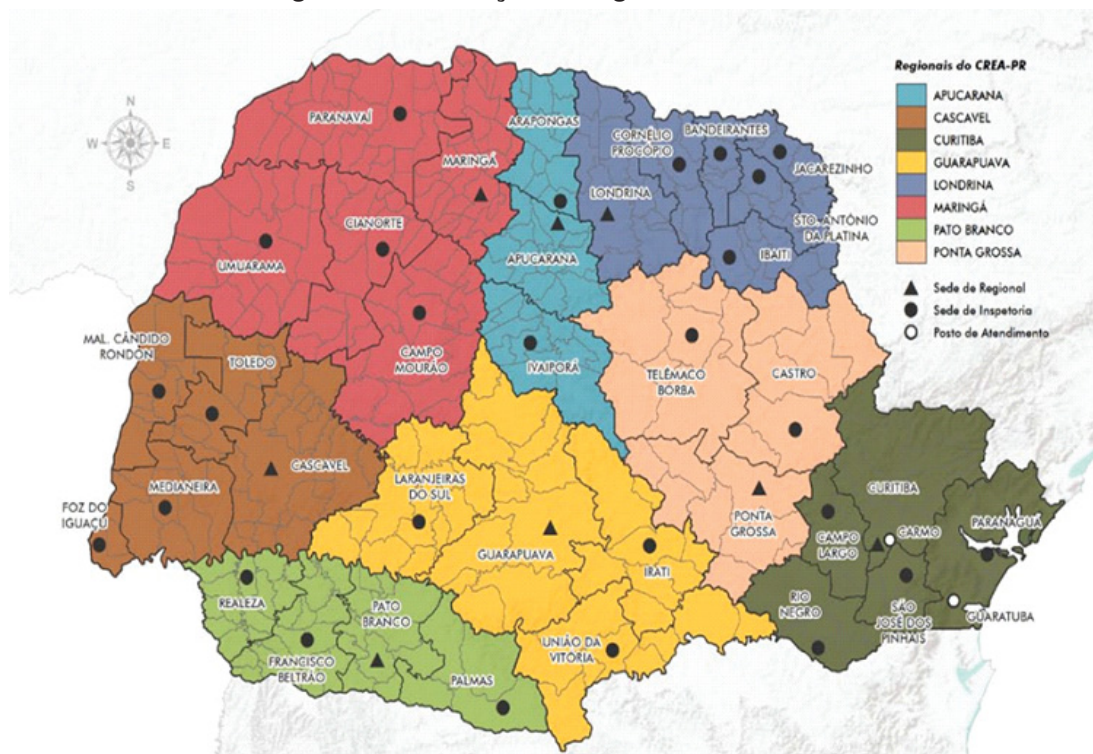 Regionais do CREA-PR
APUCARANA
CASCAVEL
CURITIBA
GUARAPUAVA
LONDRINA
MARINGÁ
PATO BRANCO
PONTA GROSSA
Sede de Regional
Sede de Inspetoria
Posto de Atendimento
N
W
E
S
PARANAVAÍ
MARINGÁ
CIANORTE
UMUARAMA
CAMPO
MOURÃO
ARAPONGAS
APUCARANA
IVAIPORÃ
LONDRINA
CORNÉLIO
PROCÓPIO
BANDEIRANTES
JACAREZINHO
STO. ANTÔNIO
DA PLATINA
IBAITI
MAL. CÂNDIDO
RONDON
TOLEDO
CASCAVEL
MEDIANEIRA
FOZ DO
IGUAÇÚ
TELÊMACO
BORBA
CASTRO
PONTA
GROSSA
LARANJEIRAS
DO SUL
GUARAPUAVA
IRATI
UNIÃO DA
VITÓRIA
REALEZA
FRANCISCO
BELTRÃO
PATO
BRANCO
PALMAS
CURITIBA
CAMPO
LARGO
CARMO
PARANAGUÁ
RIO
NEGRO
SÃO
JOSÉ DOS
PINHAIS
GUARATUBA